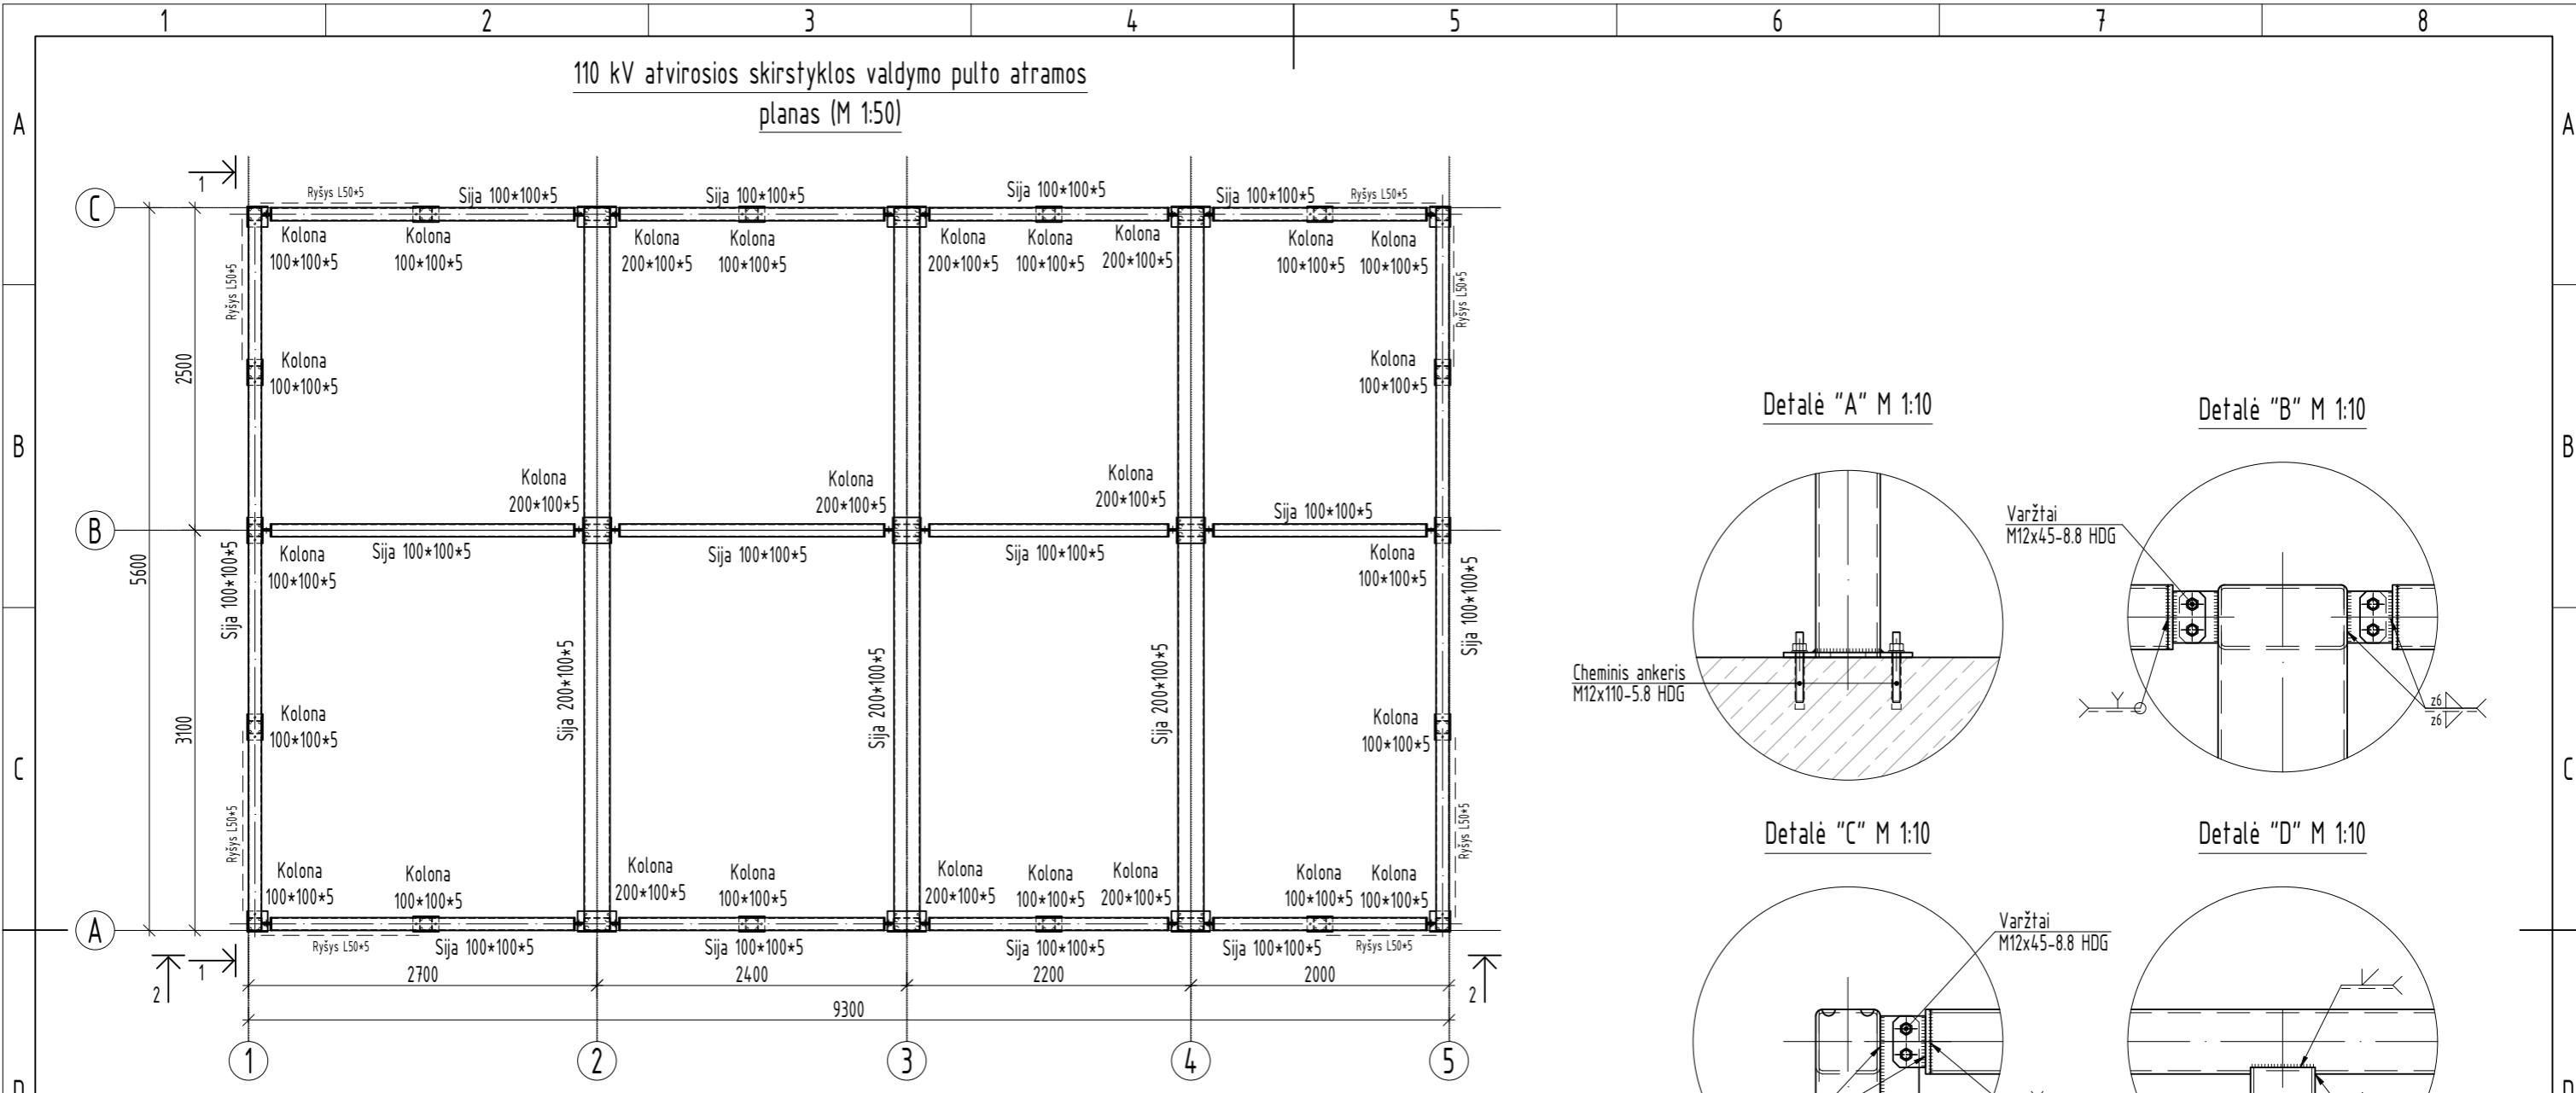 1 2 3 4 5 6 7 8
110 kV atvirosios skirstyklos valdymo pulto atramos
planas (M 1:50)
A A
1
C
Ryšys L50*5
Sija 100*100*5
Sija 100*100*5
Sija 100*100*5
Sija 100*100*5
Ryšys L50*5
Kolona
100*100*5
Kolona
100*100*5
Kolona
200*100*5
Kolona
100*100*5
Kolona
200*100*5
Kolona
100*100*5
Kolona
200*100*5
Kolona
100*100*5
Kolona
100*100*5
Ryšys L50*5
Ryšys L50*5
2500
Kolona
100*100*5
Kolona
100*100*5
B B
Kolona
200*100*5
Kolona
200*100*5
Kolona
200*100*5
Sija 100*100*5
B
Sija 100*100*5
Sija 100*100*5
Sija 100*100*5
Kolona
100*100*5
Kolona
100*100*5
5600
Sija 100*100*5
Sija 100*100*5
3100
Sija 200*100*5
Sija 200*100*5
Sija 200*100*5
Kolona
100*100*5
Kolona
100*100*5
C C
Ryšys L50*5
Ryšys L50*5
Kolona
100*100*5
Kolona
100*100*5
Kolona
200*100*5
Kolona
100*100*5
Kolona
200*100*5
Kolona
100*100*5
Kolona
200*100*5
Kolona
100*100*5
Kolona
100*100*5
A
Ryšys L50*5
Sija 100*100*5
Sija 100*100*5
Sija 100*100*5
Sija 100*100*5
Ryšys L50*5
1
2
2
2700 2400 2200 2000
9300
1 2 3 4 5
Detalė "A" M 1:10
Cheminis ankeris
M12x110-5.8 HDG
Detalė "B" M 1:10
Varžtai
M12x45-8.8 HDG
z6
z6
Detalė "C" M 1:10
Varžtai
M12x45-8.8 HDG
Detalė "D" M 1:10
D D